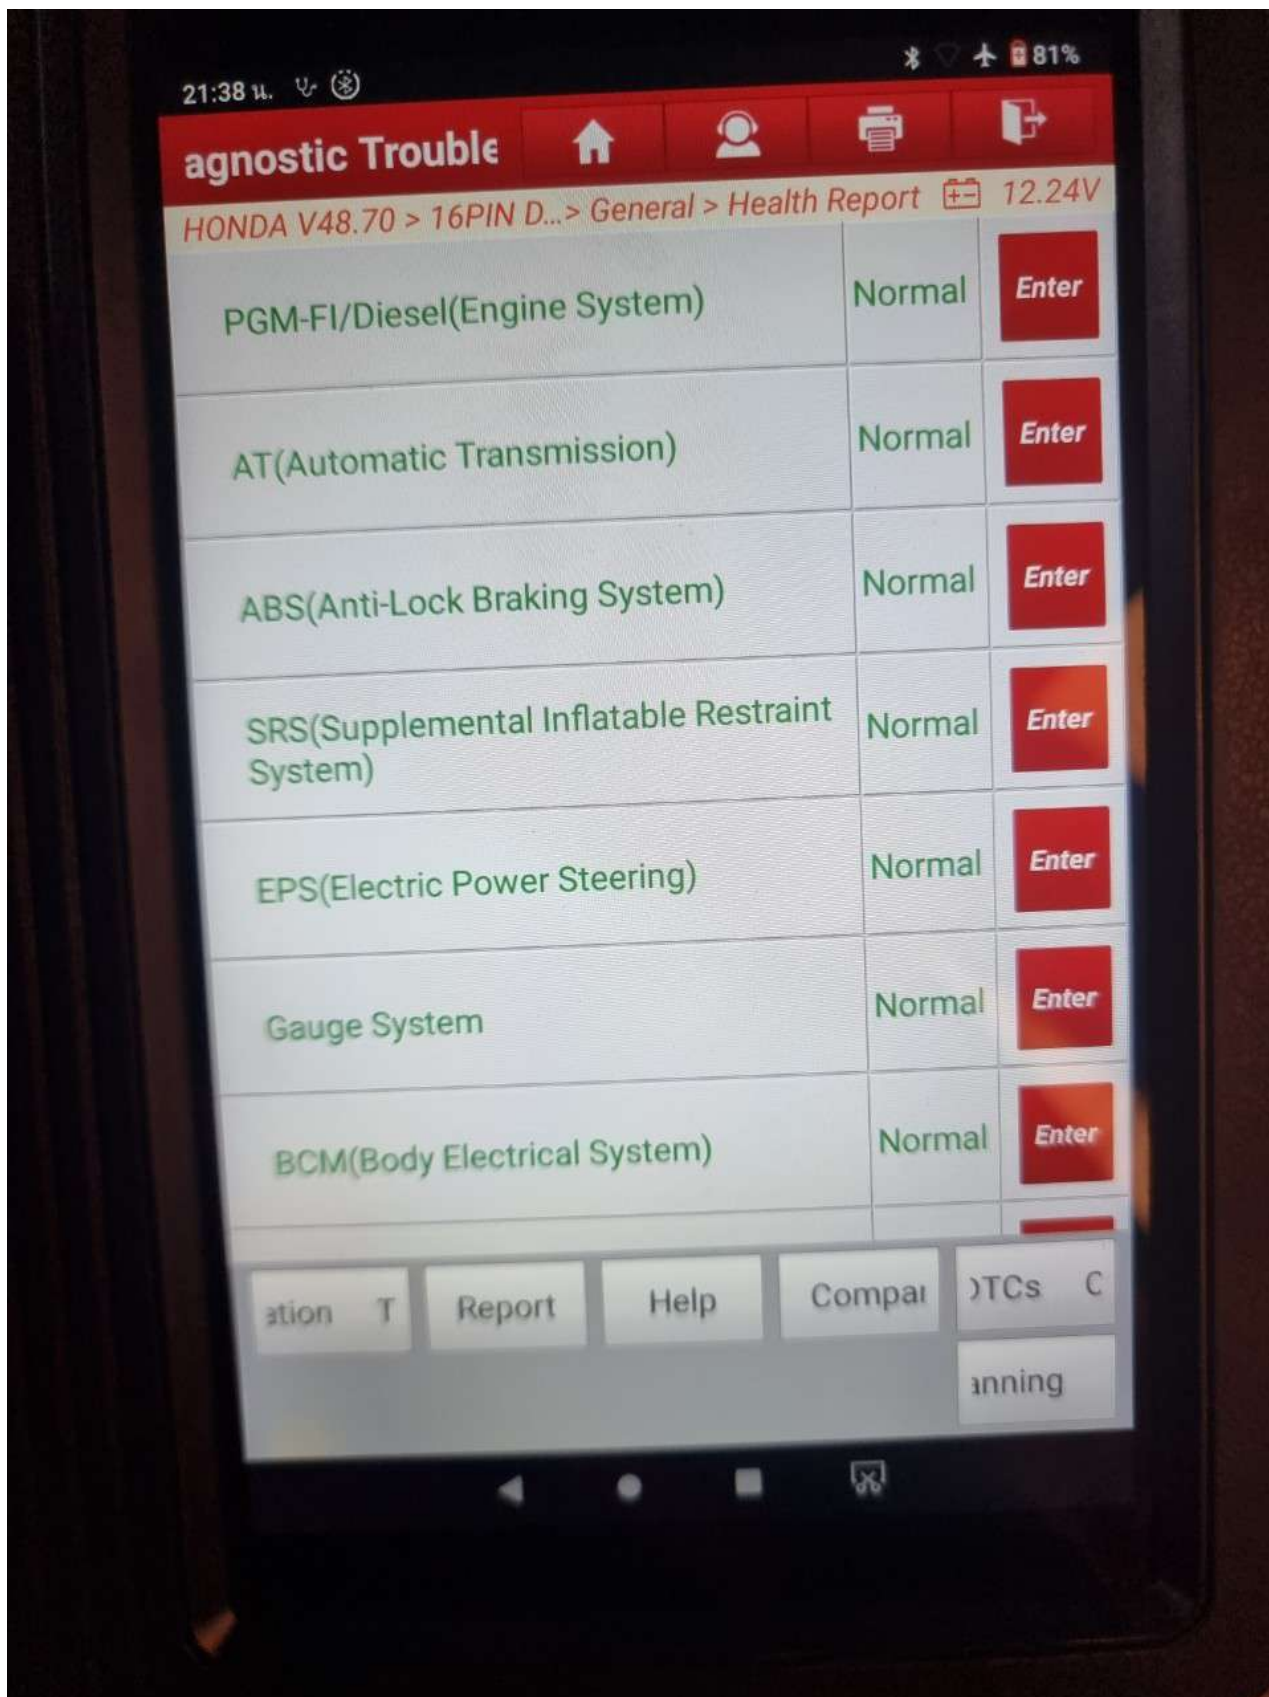 21:38 น. 81%
agnostic Trouble
HONDA V48.70 > 16PIN D...> General > Health Report 12.24V
PGM-FI/Diesel(Engine System) Normal Enter
AT(Automatic Transmission) Normal Enter
ABS(Anti-Lock Braking System) Normal Enter
SRS(Supplemental Inflatable Restraint
System) Normal Enter
EPS(Electric Power Steering) Normal Enter
Gauge System Normal Enter
BCM(Body Electrical System) Normal Enter
ation T Report Help Compar DTCs C
anning